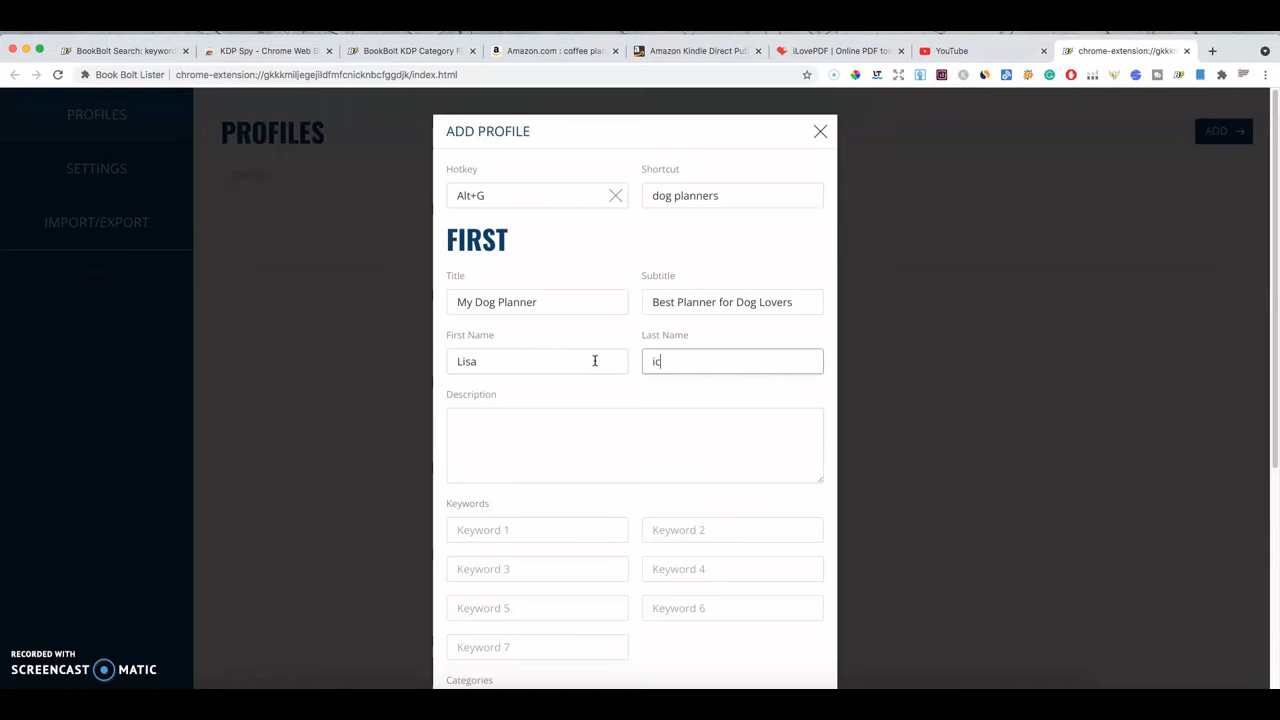 BookBolt Search: keyword
KDP Spy - Chrome Web S
BookBolt KDP Category F
Amazon.com : coffee plan
Amazon Kindle Direct Pu
iLovePDF | Online PDF too
YouTube
chrome-extension://gkkkm
Book Bolt Lister | chrome-extension://gkkkmiljegejildfmfcnicknbcfggdjk/index.html
PROFILES
SETTINGS
IMPORT/EXPORT
PROFILES
ADD
ADD PROFILE
Hotkey Shortcut
Alt+G dog planners
FIRST
Title Subtitle
My Dog Planner Best Planner for Dog Lovers
First Name Last Name
Lisa ic
Description
Keywords
Keyword 1 Keyword 2
Keyword 3 Keyword 4
Keyword 5 Keyword 6
Keyword 7
Categories
RECORDED WITH
SCREENCAST MATIC